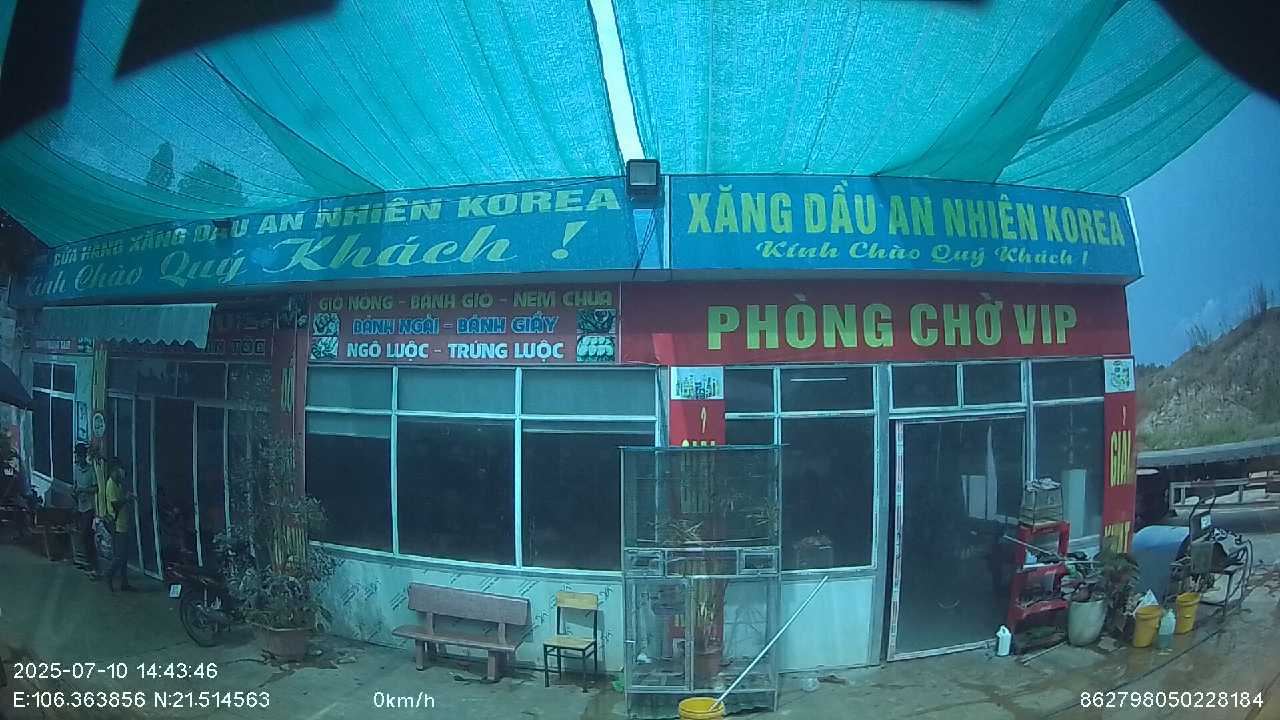 CỬA HÀNG XĂNG DẦU AN NHIÊN KOREA
Kính Chào Quý Khách !
XĂNG DẦU AN NHIÊN KOREA
Kính Chào Quý Khách !
GIÒ NÓNG - BÁNH GIÒ - NEM CHUA
BÁNH NGẢI - BÁNH GIẦY
NGÔ LUỘC - TRỨNG LUỘC
PHÒNG CHỜ VIP
TỘC
GIẢI
2025-07-10 14:43:46
E:106.363856 N:21.514563
0km/h
862798050228184